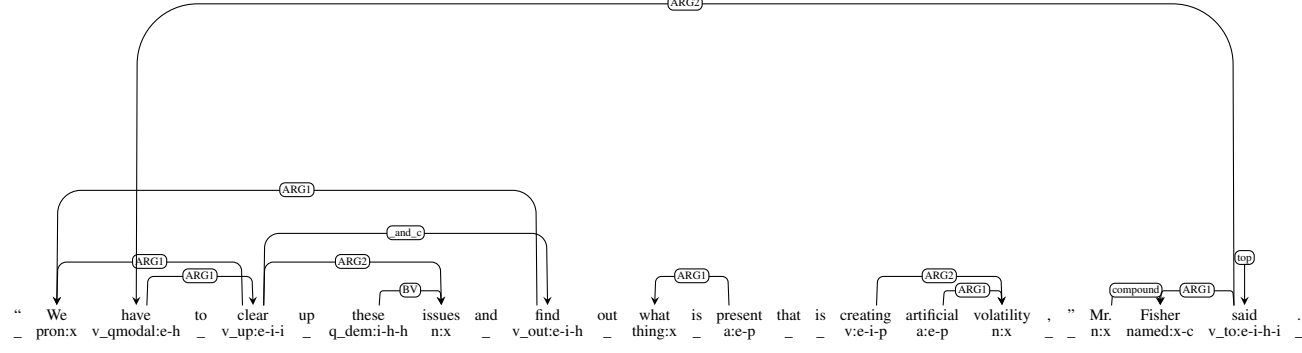 ARG2
ARG1
_and_c
ARG1 ARG2 top
ARG1 ARG1 ARG2
BV ARG1 compound ARG1
“ We have to clear up these issues and find out what is present that is creating artificial volatility , ” Mr. Fisher said .
_ pron:x v_qmodal:e-h _ v_up:e-i-i _ q_dem:i-h-h n:x _ v_out:e-i-h _ thing:x _ a:e-p _ _ v:e-i-p a:e-p n:x _ _ n:x named:x-c v_to:e-i-h-i _